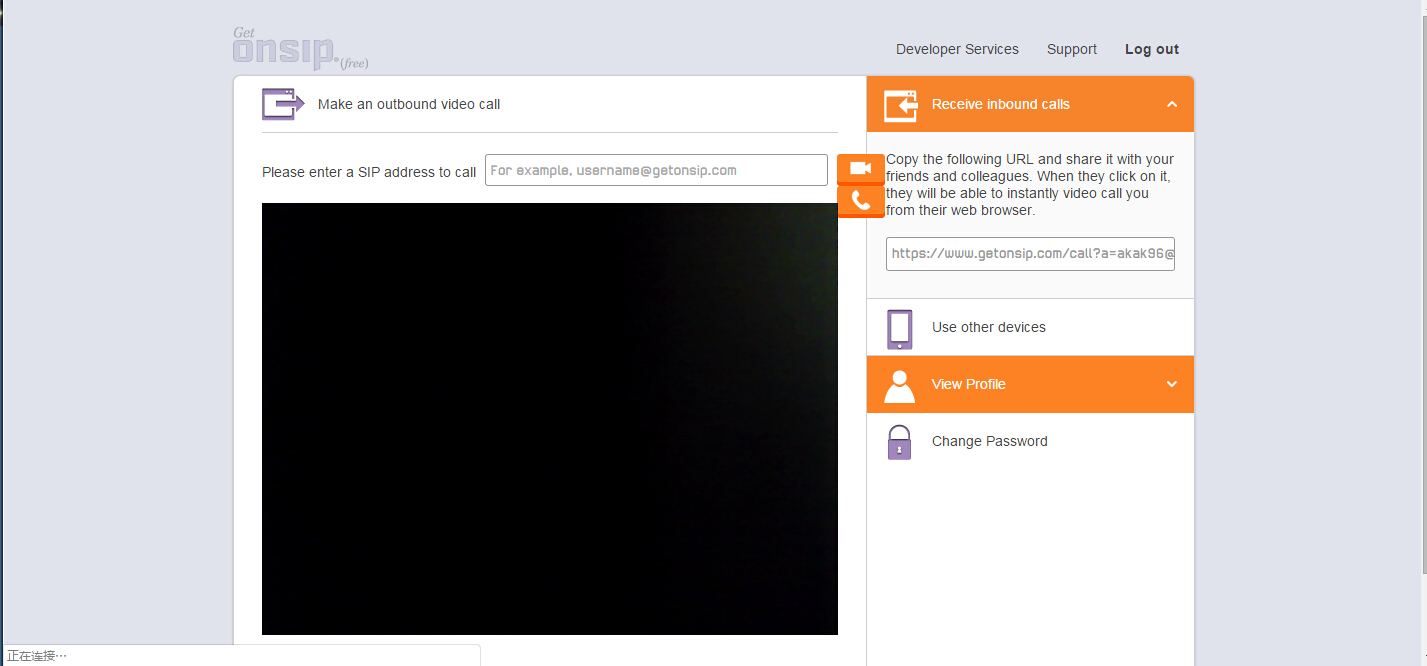 Get
onsip.(free)
Developer Services
Support
Log out
Make an outbound video call
Please enter a SIP address to call
For example, username@getonsip.com
Receive inbound calls
Copy the following URL and share it with your
friends and colleagues. When they click on it,
they will be able to instantly video call you
from their web browser.
https://www.getonsip.com/call?a=akak96@
Use other devices
View Profile
Change Password
正在连接…